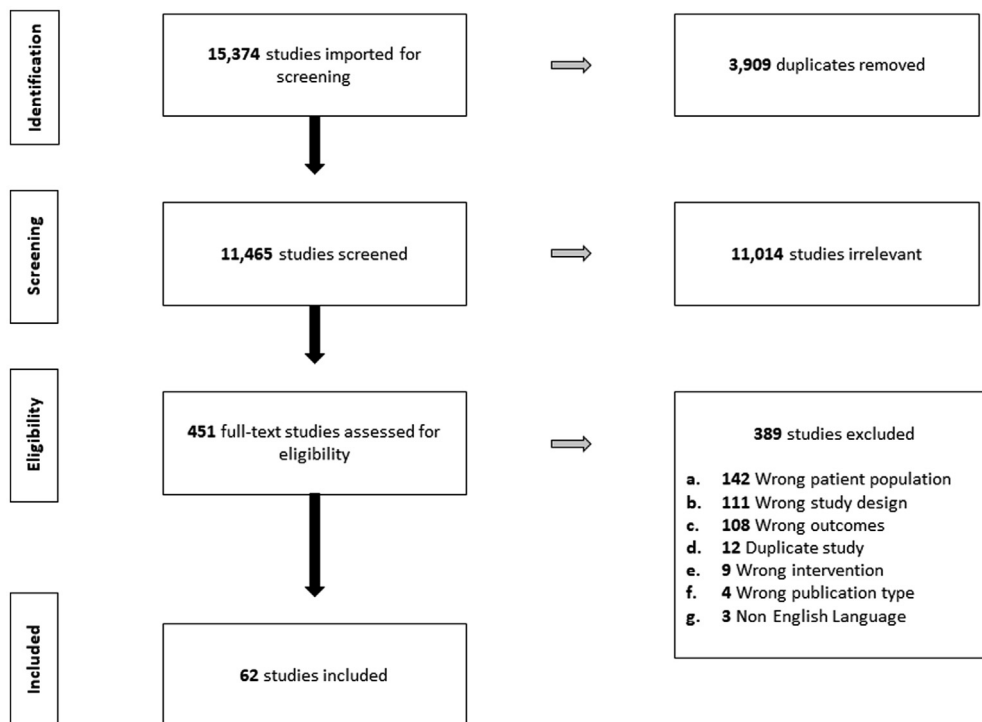 Identification
15,374 studies imported for
screening
3,909 duplicates removed
Screening
11,465 studies screened
11,014 studies irrelevant
Eligibility
451 full-text studies assessed for
eligibility
389 studies excluded
a. 142 Wrong patient population
b. 111 Wrong study design
c. 108 Wrong outcomes
d. 12 Duplicate study
e. 9 Wrong intervention
f. 4 Wrong publication type
g. 3 Non English Language
Included
62 studies included